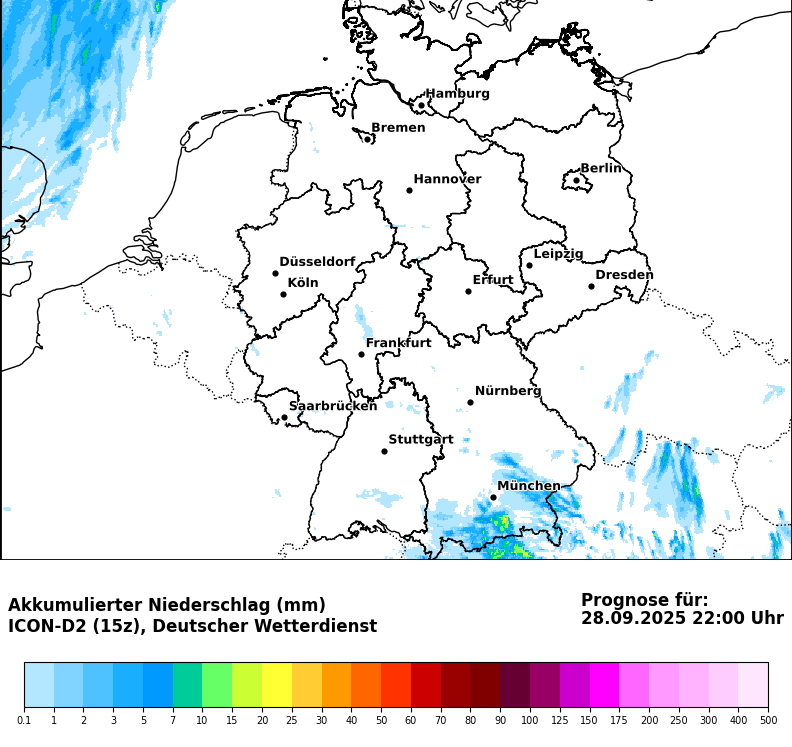 Hamburg
Bremen
Berlin
Hannover
Leipzig
Düsseldorf
Dresden
Köln
Erfurt
Frankfurt
Nürnberg
Saarbrücken
Stuttgart
München
Akkumulierter Niederschlag (mm)
ICON-D2 (15z), Deutscher Wetterdienst
Prognose für:
28.09.2025 22:00 Uhr
0.1 1 2 3 5 7 10 15 20 25 30 40 50 60 70 80 90 100 125 150 175 200 250 300 400 500